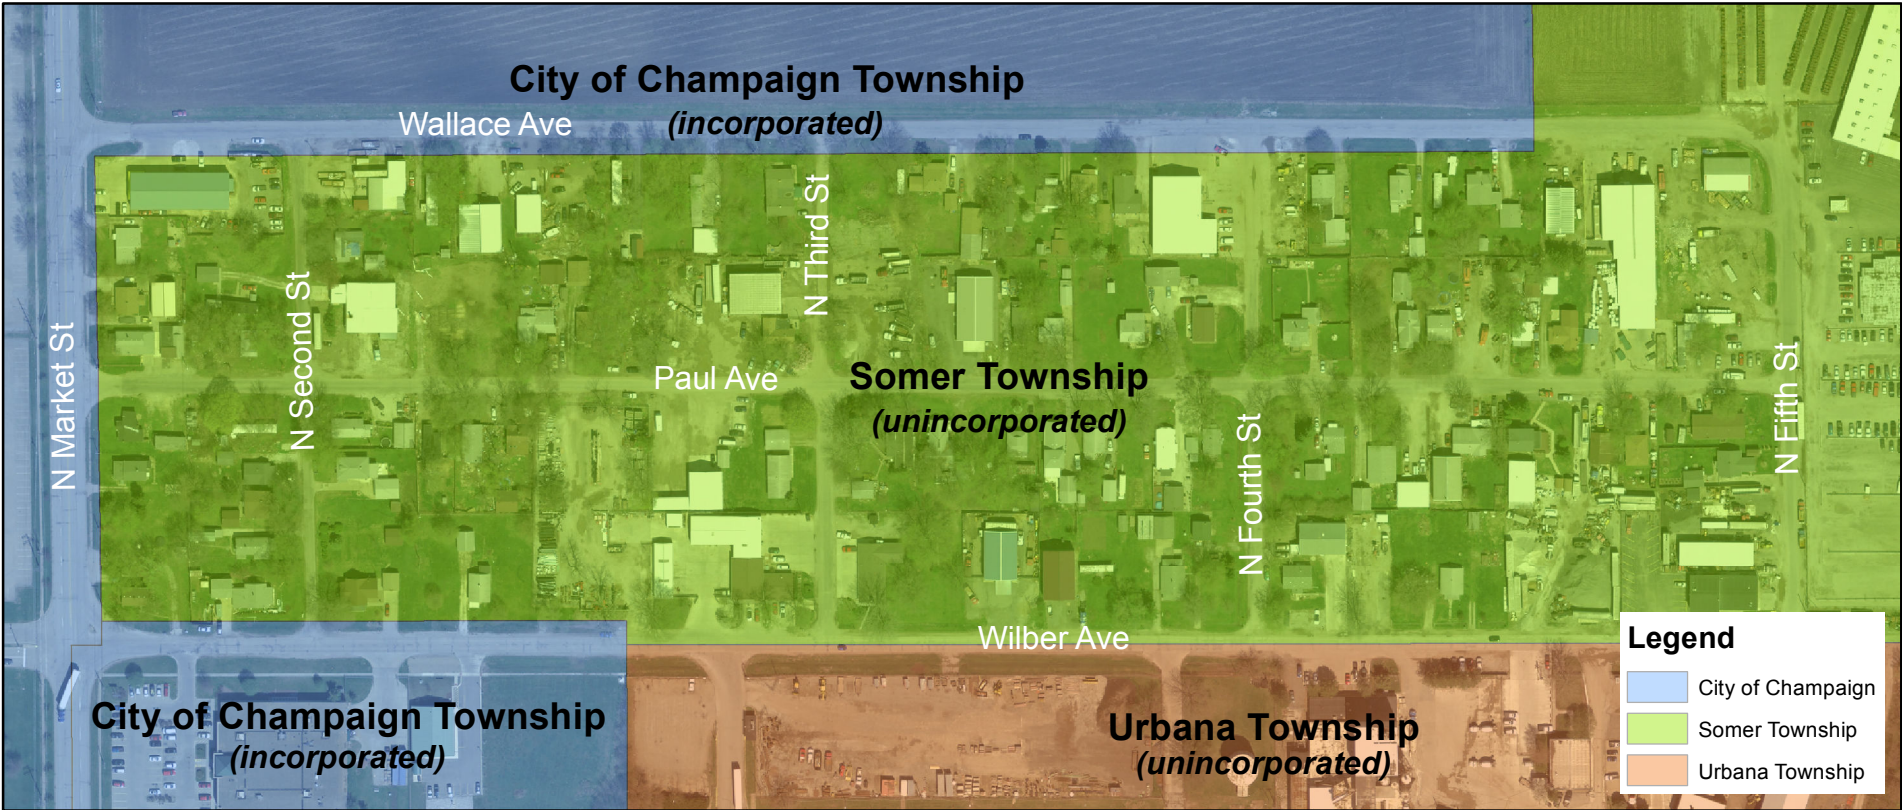 City of Champaign Township
(incorporated)
Wallace Ave
N Third St
N Second St
N Market St
Paul Ave
Somer Township
(unincorporated)
N Fourth St
N Fifth St
Wilber Ave
City of Champaign Township
(incorporated)
Urbana Township
(unincorporated)
Legend
City of Champaign
Somer Township
Urbana Township